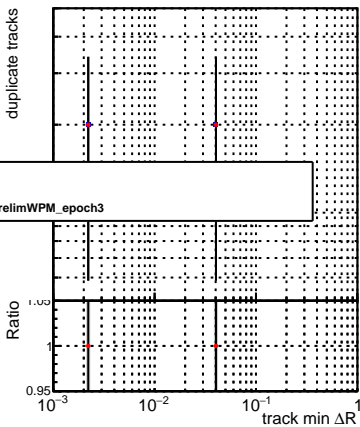 duplicate tracks
relimWPM_epoch3
Ratio
1.05
1
0.95
10⁻³ 10⁻² 10⁻¹ 1
track min ΔR